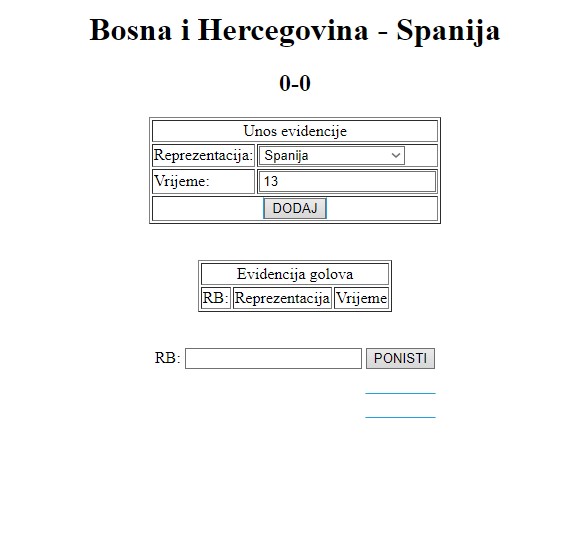 Bosna i Hercegovina - Spanija
0-0
Unos evidencije
Reprezentacija: Spanija
Vrijeme: 13
DODAJ
Evidencija golova
RB: Reprezentacija Vrijeme
RB: PONISTI